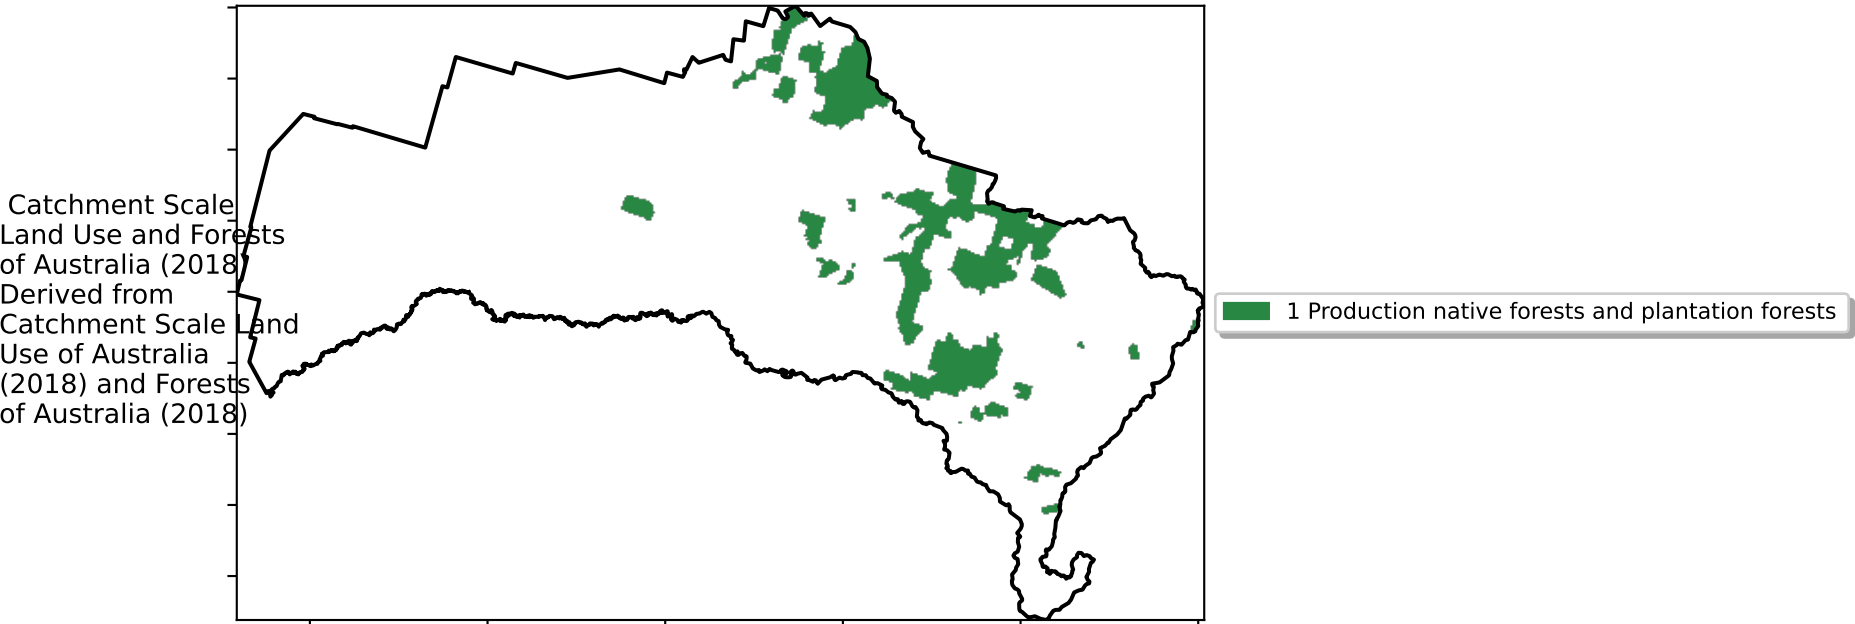 Catchment Scale
Land Use and Forests
of Australia (2018)
Derived from
Catchment Scale Land
Use of Australia
(2018) and Forests
of Australia (2018)
1 Production native forests and plantation forests